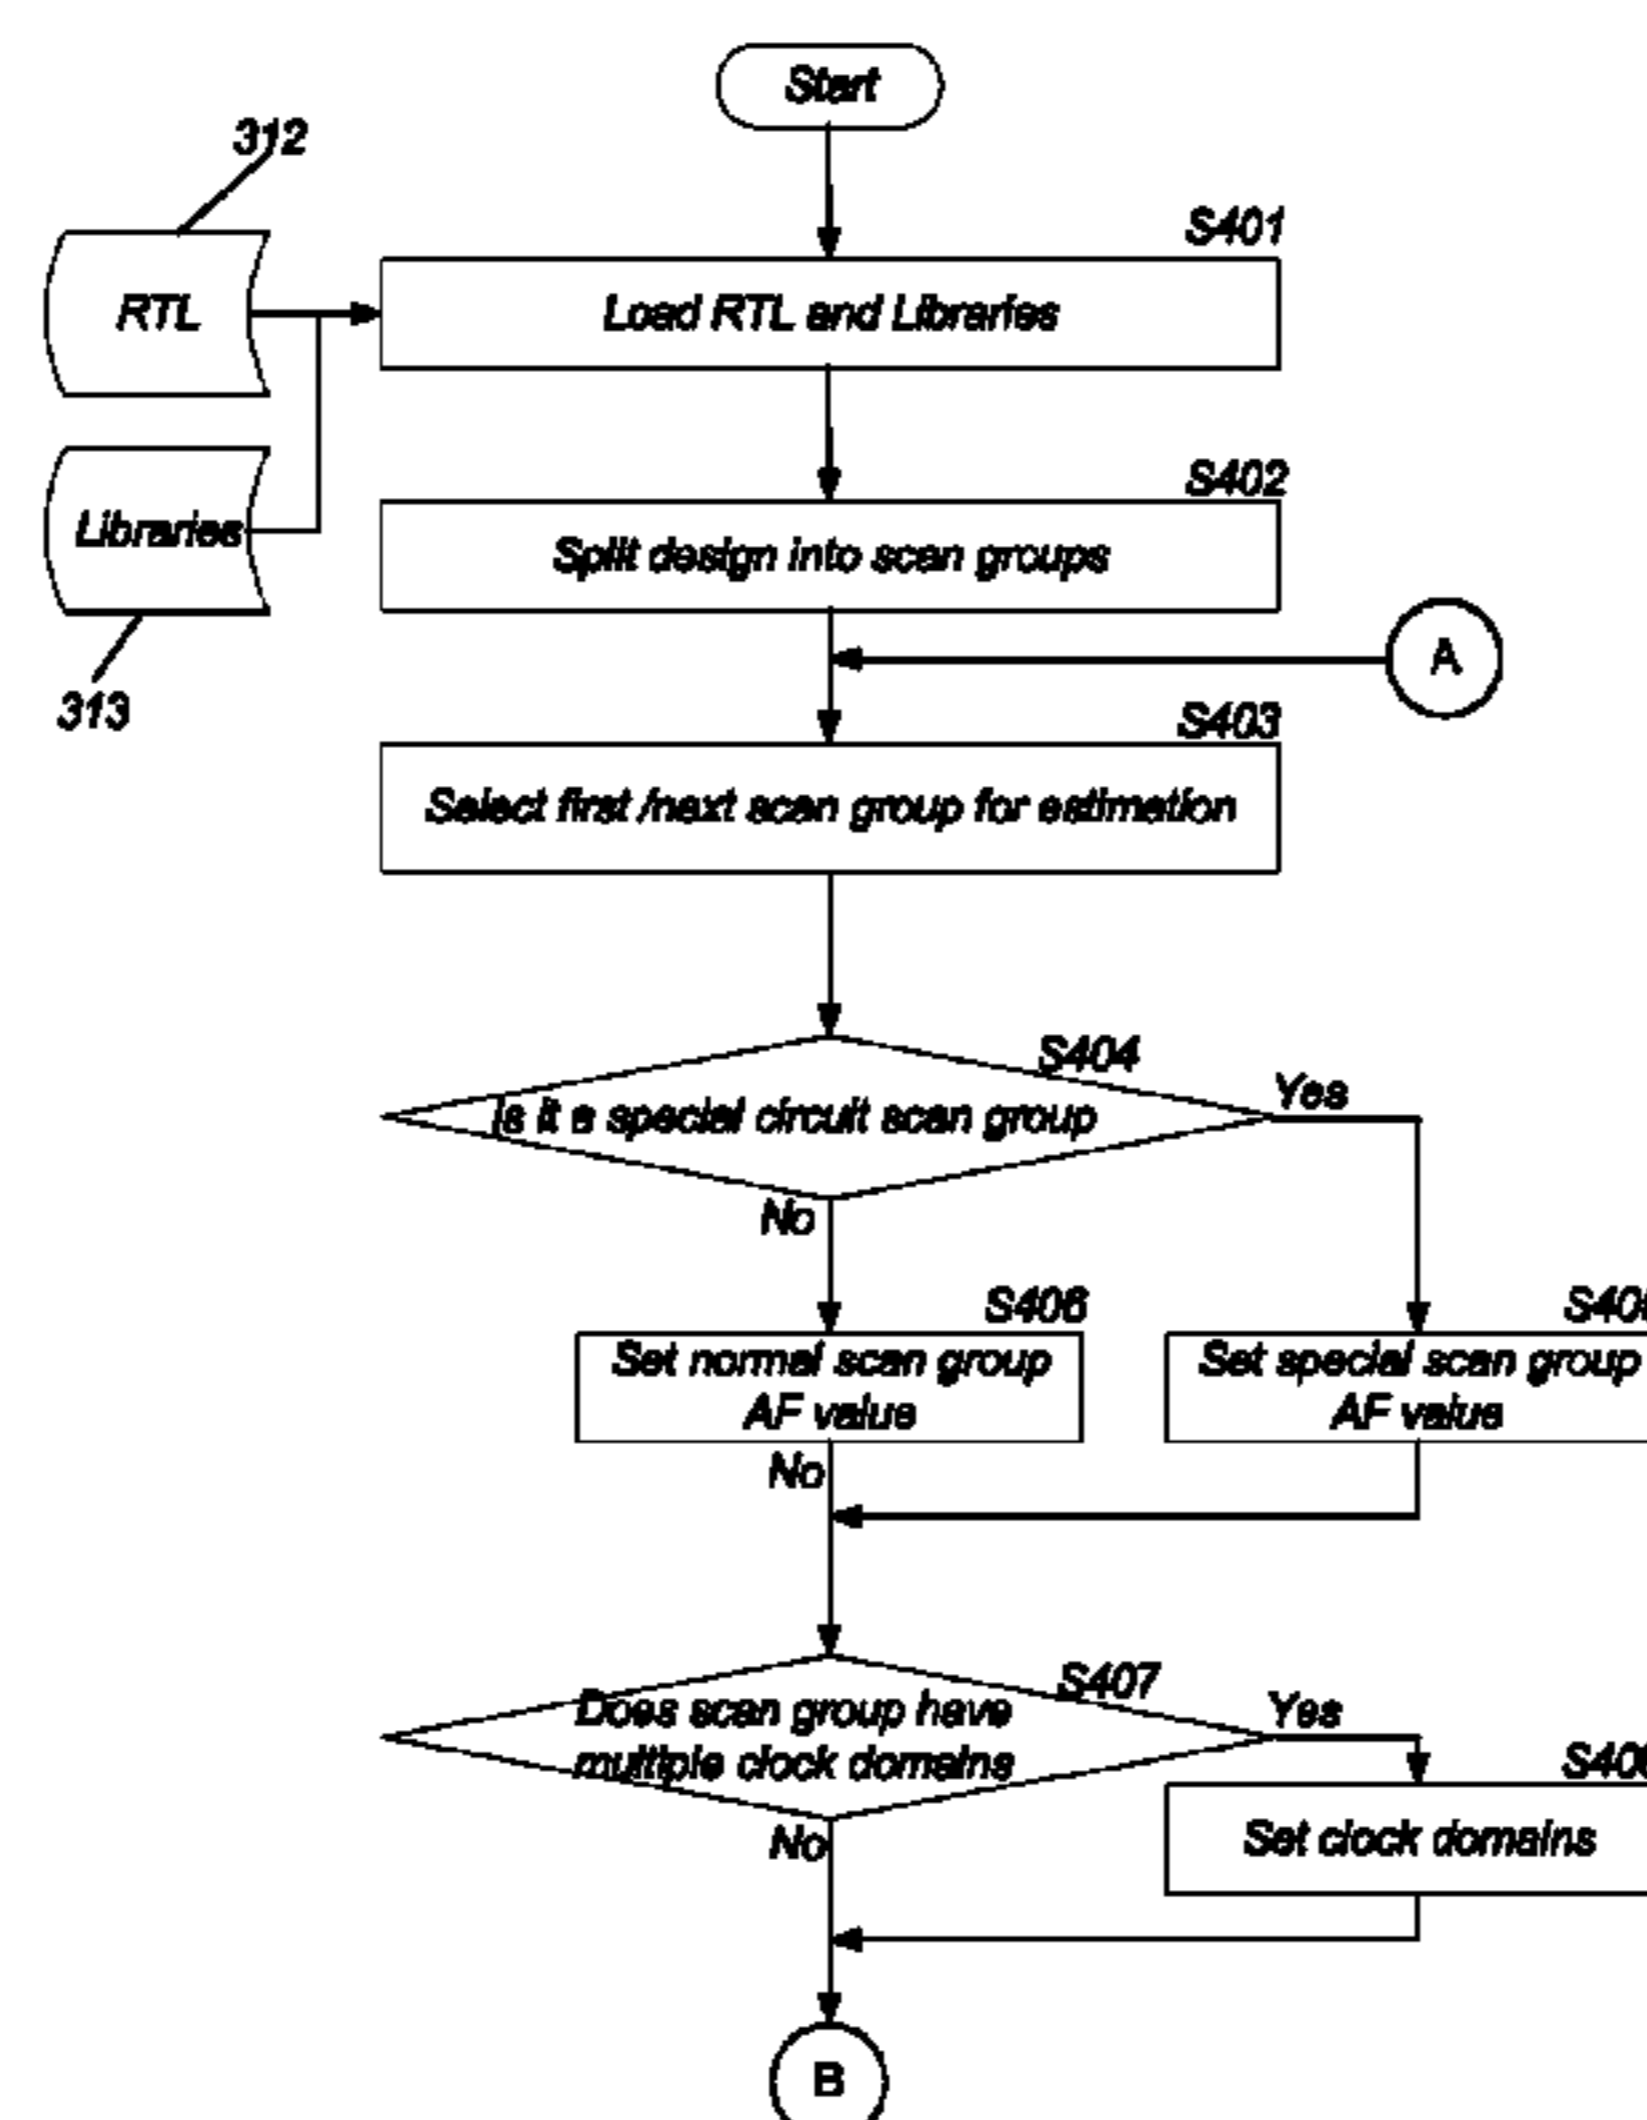 Start
312
S401
RTL
Load RTL and Libraries
S402
Libraries
Split design into scan groups
A
313
S403
Select first /next scan group for estimation
S404
Is it a special circuit scan group
Yes
No
S406
Set normal scan group
AF value
Set special scan group
AF value
No
S407
Does scan group have
multiple clock domains
Yes
Set clock domains
No
B